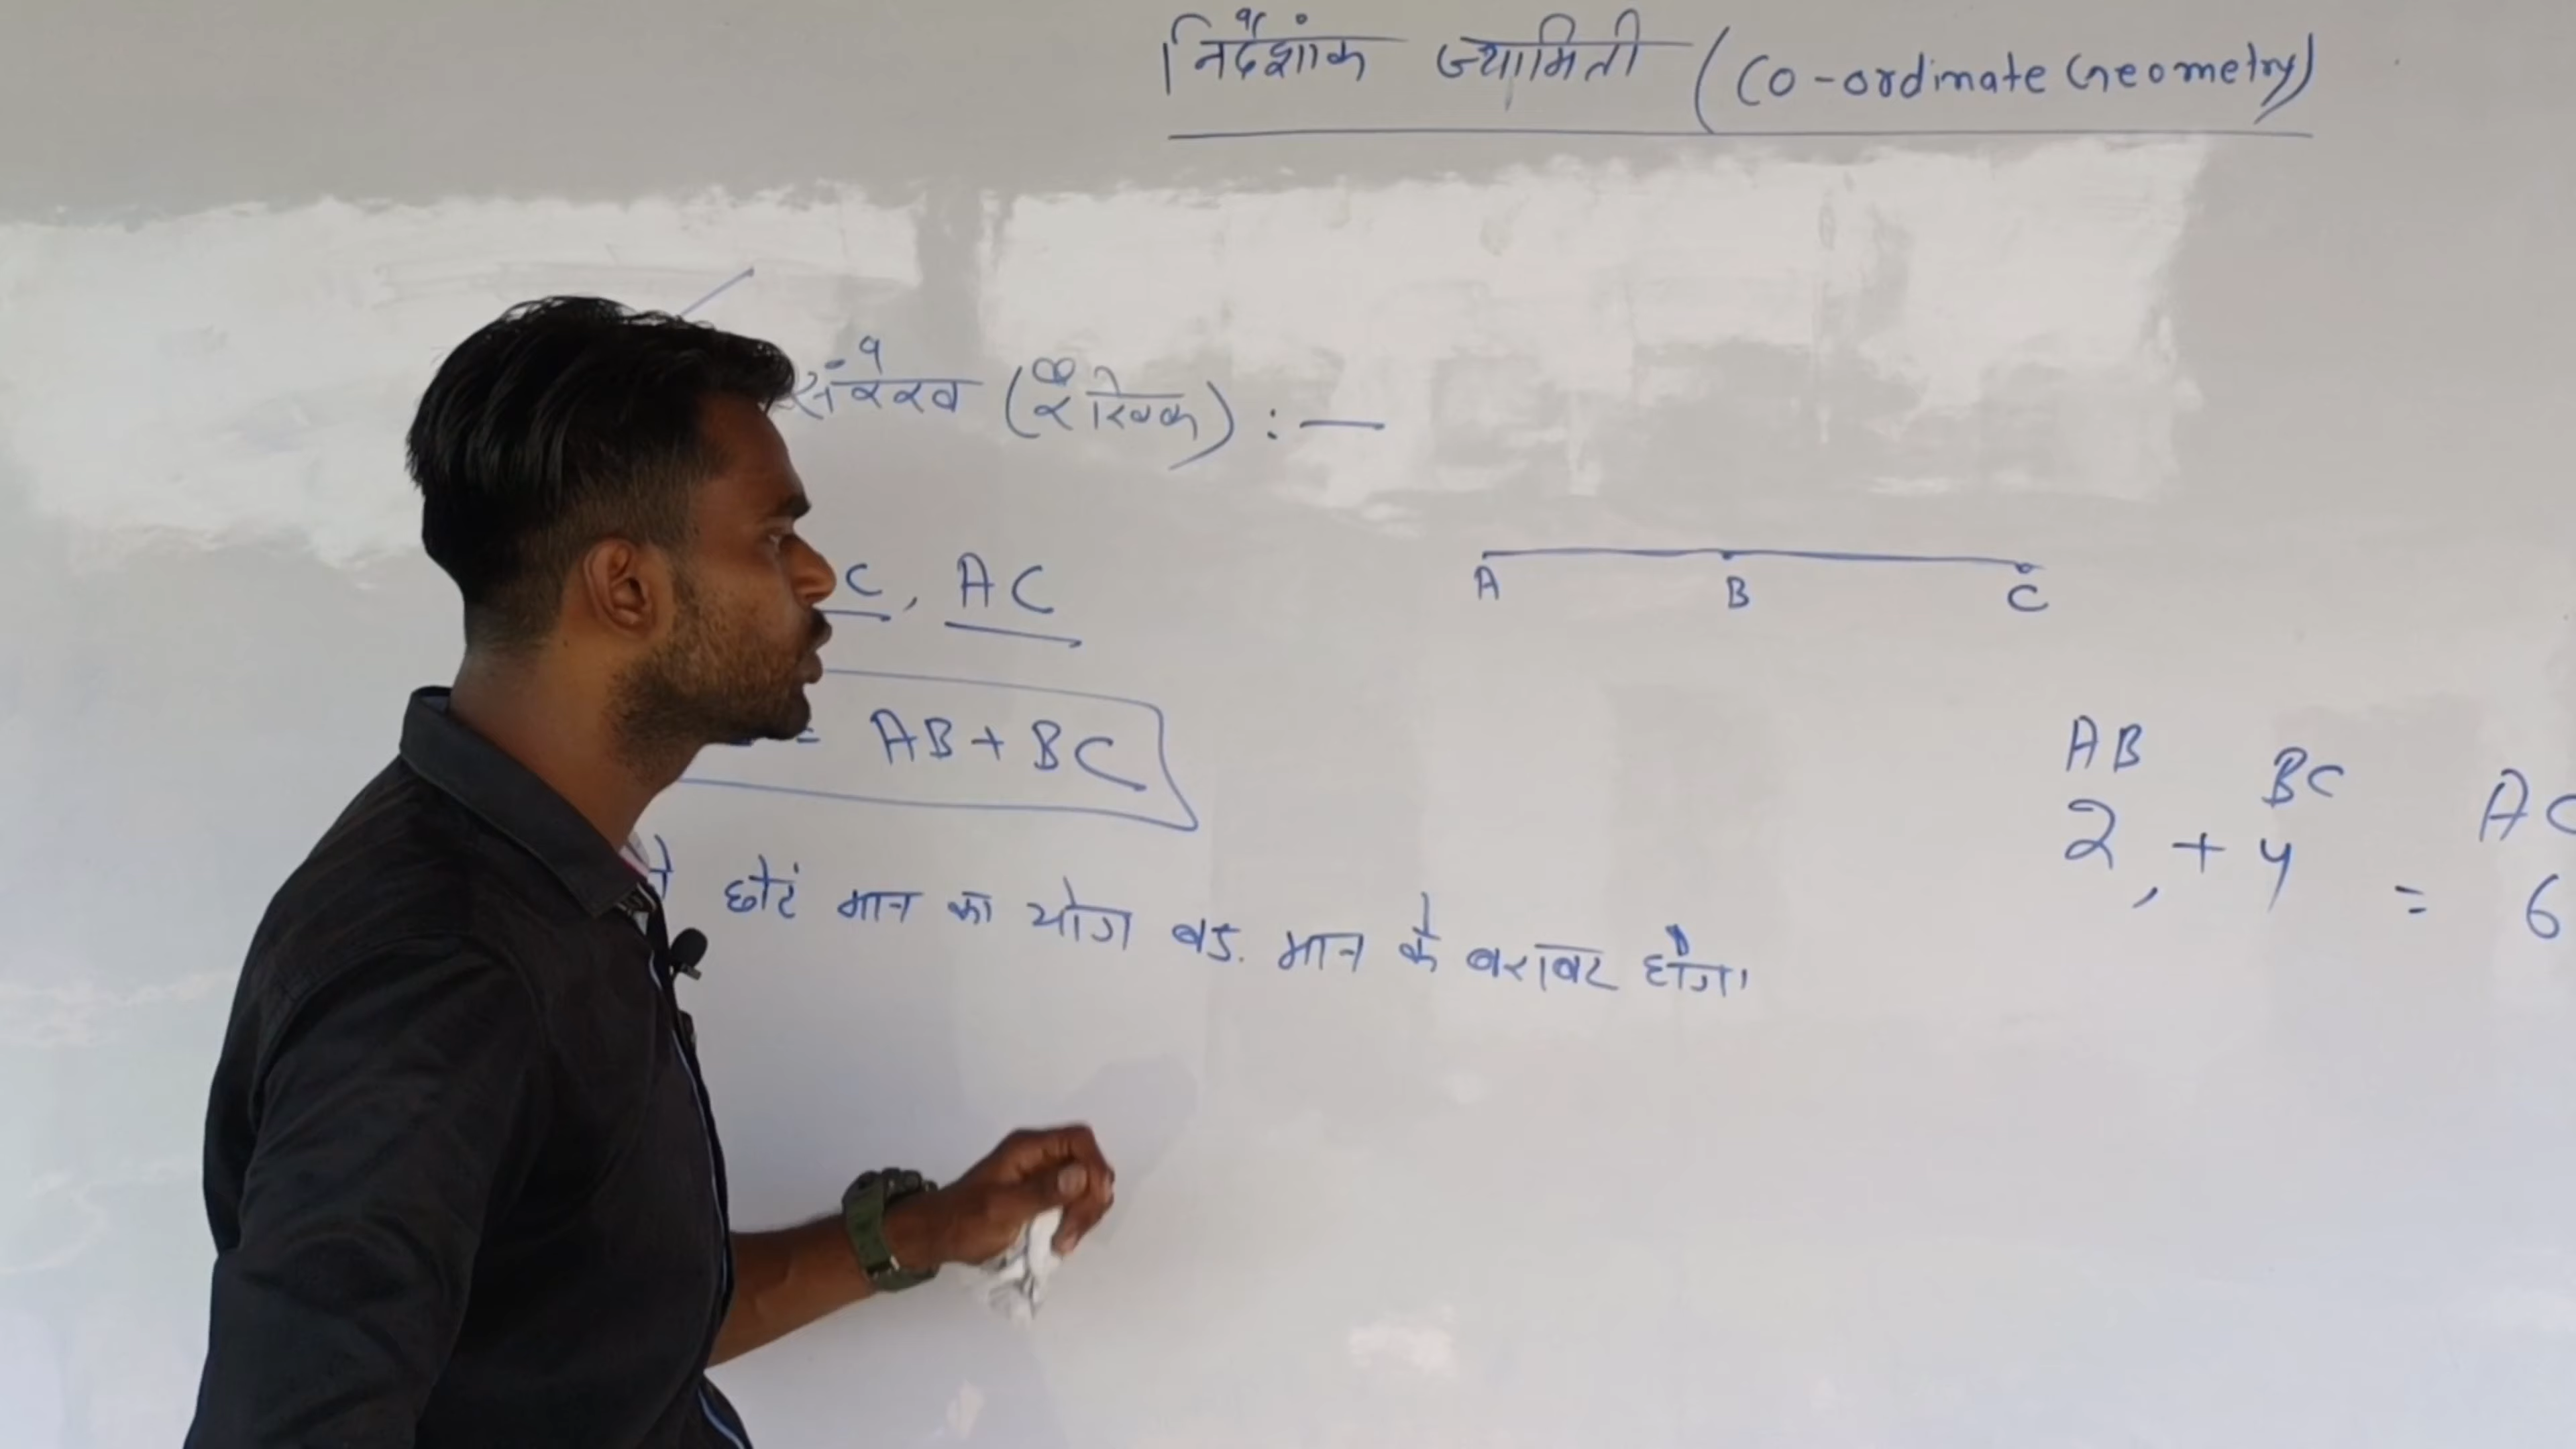 निर्देशांक ज्यामिती (Co-ordinate Geometry)
संरेख (रैखिक) : —
C, AC
A B C
= AB + BC
AB BC AC
2, + 4 = 6
छोटे मान का योग बड़े मान के बराबर होगा